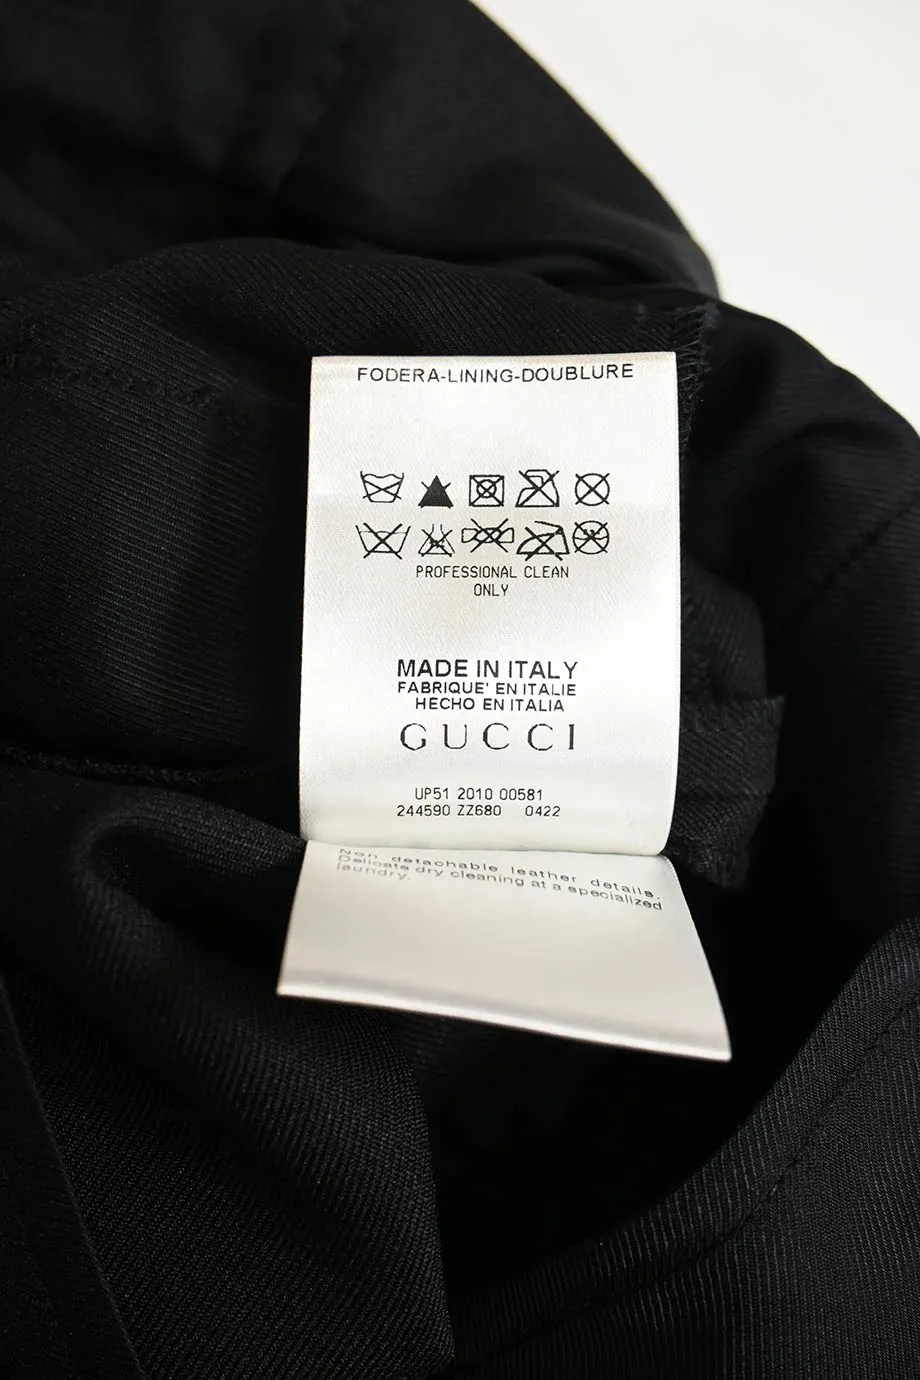 FODERA-LINING-DOUBLURE
PROFESSIONAL CLEAN
ONLY
MADE IN ITALY
FABRIQUE' EN ITALIE
HECHO EN ITALIA
GUCCI
UP51 2010 00581
244590 ZZ680 0422
Non detachable leather details.
Delicate dry cleaning at a specialized
laundry.